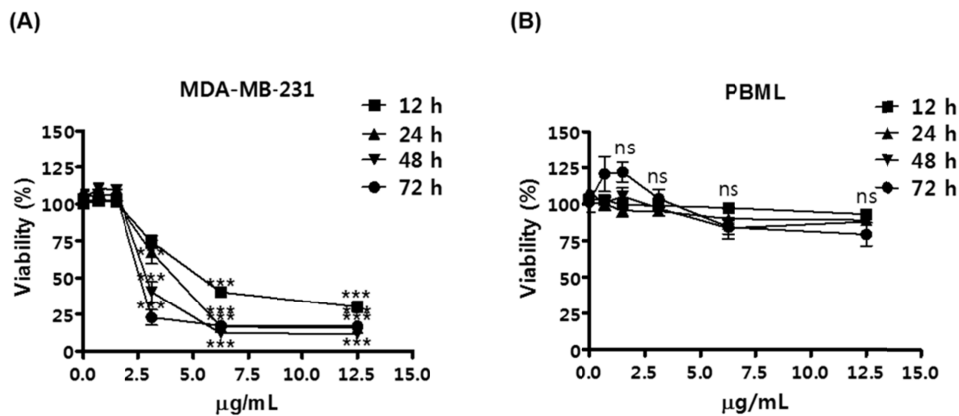 (A)
(B)
MDA-MB-231
12 h
24 h
48 h
72 h
PBML
12 h
24 h
48 h
72 h
Viability (%)
150
125
100
75
50
25
0
***
***
***
***
***
***
***
***
***
***
0.0
2.5
5.0
7.5
10.0
12.5
15.0
μg/mL
Viability (%)
150
125
100
75
50
25
0
ns
ns
ns
ns
0.0
2.5
5.0
7.5
10.0
12.5
15.0
μg/mL